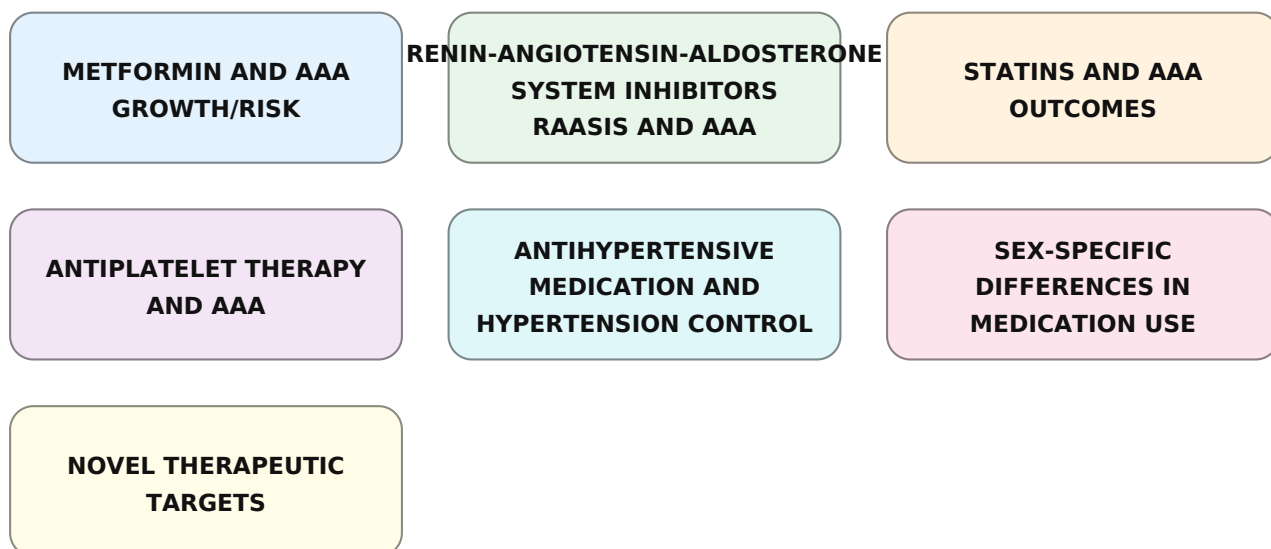 METFORMIN AND AAA
GROWTH/RISK
RENIN-ANGIOTENSIN-ALDOSTERONE
SYSTEM INHIBITORS
RAASIS AND AAA
STATINS AND AAA
OUTCOMES
ANTIPLATELET THERAPY
AND AAA
ANTIHYPERTENSIVE
MEDICATION AND
HYPERTENSION CONTROL
SEX-SPECIFIC
DIFFERENCES IN
MEDICATION USE
NOVEL THERAPEUTIC
TARGETS